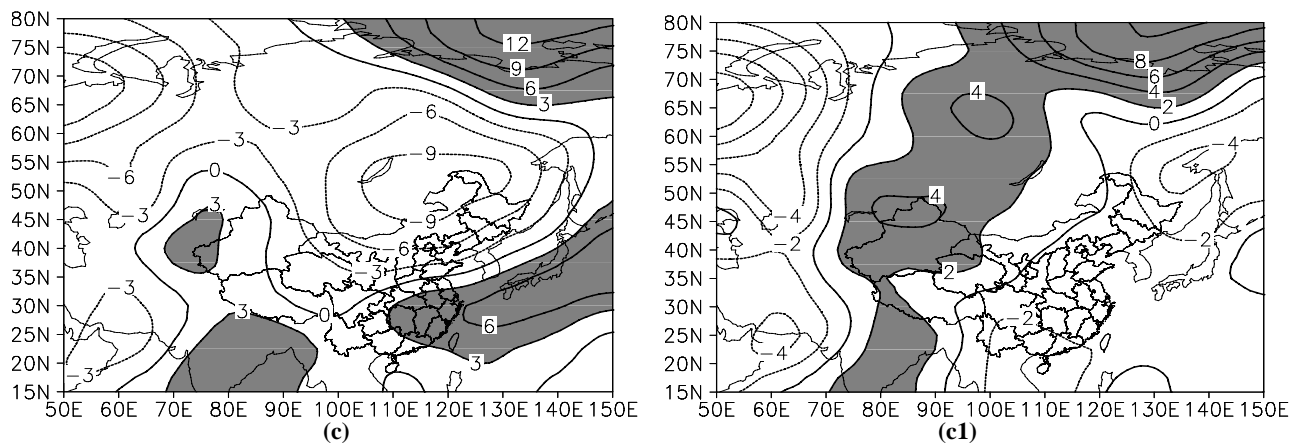 80N
75N
70N
65N
60N
55N
50N
45N
40N
35N
30N
25N
20N
15N
50E 60E 70E 80E 90E 100E 110E 120E 130E 140E 150E
12
9
6
3
-6
-3
-3
-9
-6
0
3
-3
-9
-6
-3
-3
3
0
6
3
-3
(c)
80N
75N
70N
65N
60N
55N
50N
45N
40N
35N
30N
25N
20N
15N
50E 60E 70E 80E 90E 100E 110E 120E 130E 140E 150E
8
6
4
4
2
0
-4
4
-4
-2
-2
2
-2
-4
(c1)